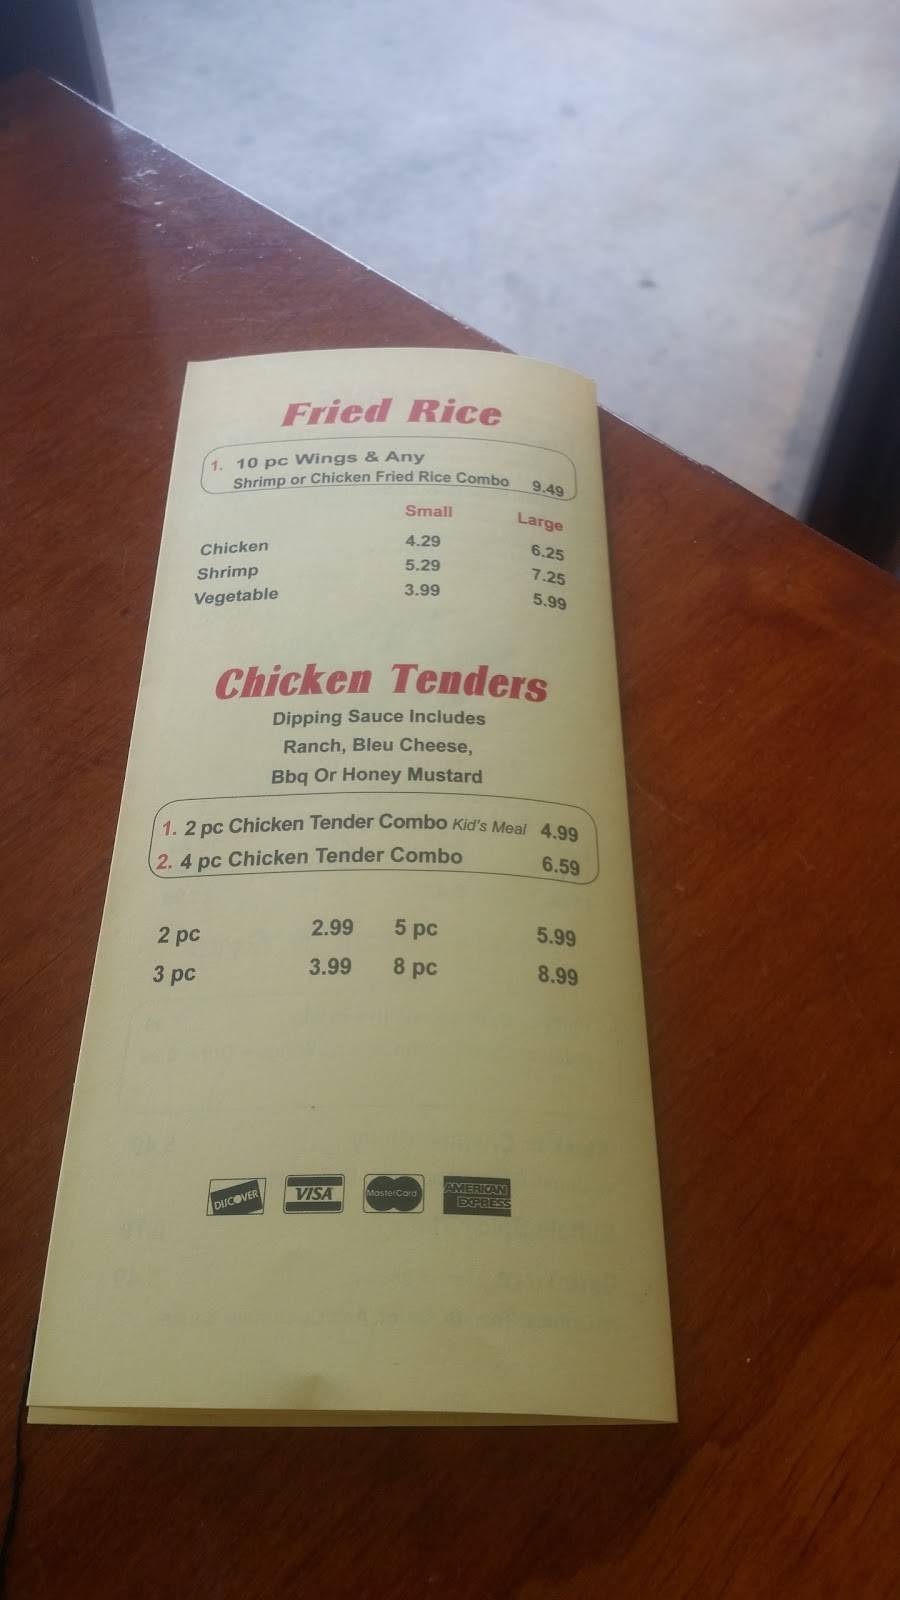 Fried Rice
1. 10 pc Wings & Any
Shrimp or Chicken Fried Rice Combo 9.49
Small Large
Chicken 4.29 6.25
Shrimp 5.29 7.25
Vegetable 3.99 5.99
Chicken Tenders
Dipping Sauce Includes
Ranch, Bleu Cheese,
Bbq Or Honey Mustard
1. 2 pc Chicken Tender Combo Kid's Meal 4.99
2. 4 pc Chicken Tender Combo 6.59
2 pc 2.99 5 pc 5.99
3 pc 3.99 8 pc 8.99
DISCOVER VISA MasterCard AMERICAN EXPRESS